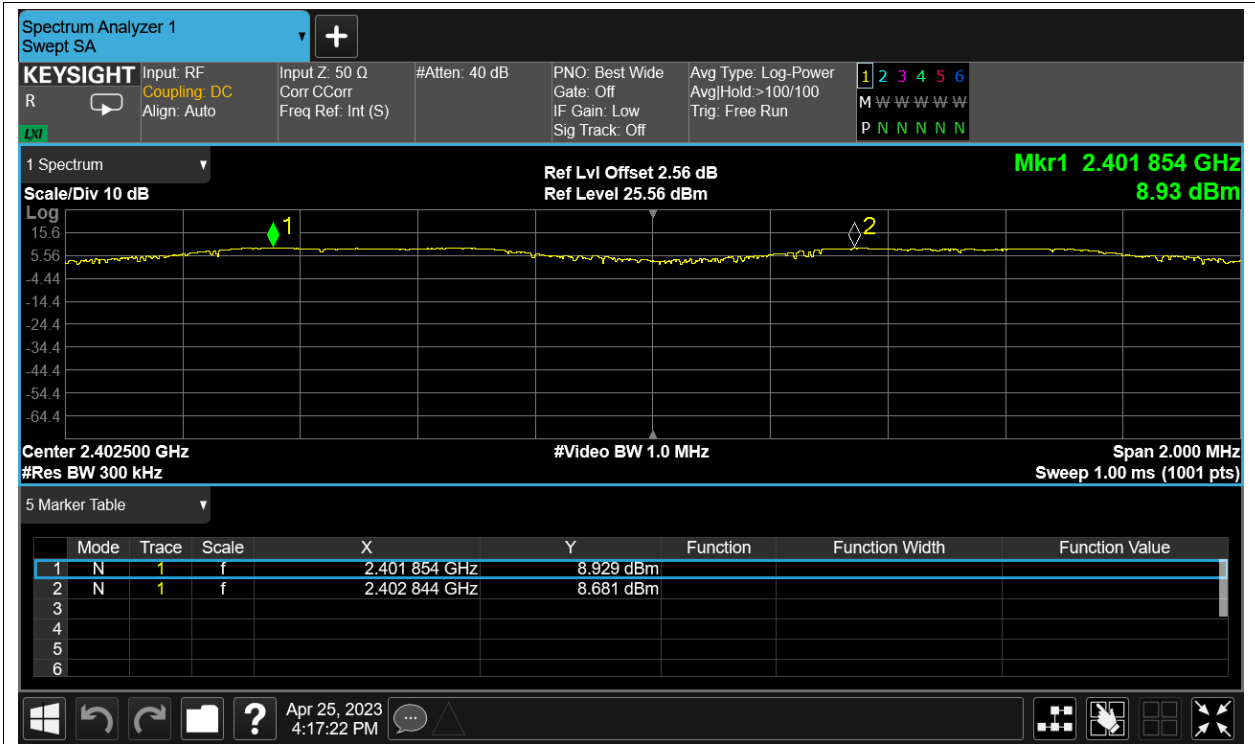 Spectrum Analyzer 1
Swept SA
KEYSIGHT Input: RF Input Z: 50 Ω #Atten: 40 dB PNO: Best Wide Avg Type: Log-Power 1 2 3 4 5 6
R Coupling: DC Corr CCorr Gate: Off Avg|Hold:>100/100 M W W W W W
Align: Auto Freq Ref: Int (S) IF Gain: Low Trig: Free Run
LXI Sig Track: Off P N N N N N
1 Spectrum Ref Lvl Offset 2.56 dB Mkr1 2.401 854 GHz
Scale/Div 10 dB Ref Level 25.56 dBm 8.93 dBm
Log
15.6 1 2
5.56
-4.44
-14.4
-24.4
-34.4
-44.4
-54.4
-64.4
Center 2.402500 GHz #Video BW 1.0 MHz Span 2.000 MHz
#Res BW 300 kHz Sweep 1.00 ms (1001 pts)
5 Marker Table
Mode Trace Scale X Y Function Function Width Function Value
1 N 1 f 2.401 854 GHz 8.929 dBm
2 N 1 f 2.402 844 GHz 8.681 dBm
3
4
5
6
? Apr 25, 2023
4:17:22 PM